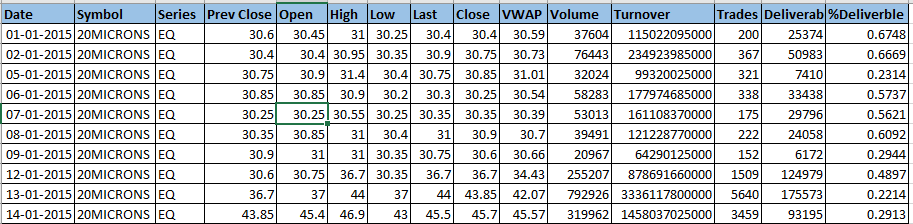 Date Symbol Series Prev Close Open High Low Last Close VWAP Volume Turnover Trades Deliverab %Deliverble
01-01-2015 20MICRONS EQ 30.6 30.45 31 30.25 30.4 30.4 30.59 37604 115022095000 200 25374 0.6748
02-01-2015 20MICRONS EQ 30.4 30.4 30.95 30.35 30.9 30.75 30.73 76443 234923985000 367 50983 0.6669
05-01-2015 20MICRONS EQ 30.75 30.9 31.4 30.4 30.75 30.85 31.01 32024 99320025000 321 7410 0.2314
06-01-2015 20MICRONS EQ 30.85 30.85 30.9 30.2 30.3 30.25 30.54 58283 177974685000 338 33438 0.5737
07-01-2015 20MICRONS EQ 30.25 30.25 30.55 30.25 30.35 30.35 30.39 53013 161108370000 175 29796 0.5621
08-01-2015 20MICRONS EQ 30.35 30.85 31 30.4 31 30.9 30.7 39491 121228770000 222 24058 0.6092
09-01-2015 20MICRONS EQ 30.9 31 31 30.35 30.75 30.6 30.66 20967 64290125000 152 6172 0.2944
12-01-2015 20MICRONS EQ 30.6 30.75 36.7 30.35 36.7 36.7 34.43 255207 878691660000 1509 124979 0.4897
13-01-2015 20MICRONS EQ 36.7 37 44 37 44 43.85 42.07 792926 3336117800000 5640 175573 0.2214
14-01-2015 20MICRONS EQ 43.85 45.4 46.9 43 45.5 45.7 45.57 319962 1458037025000 3459 93195 0.2913